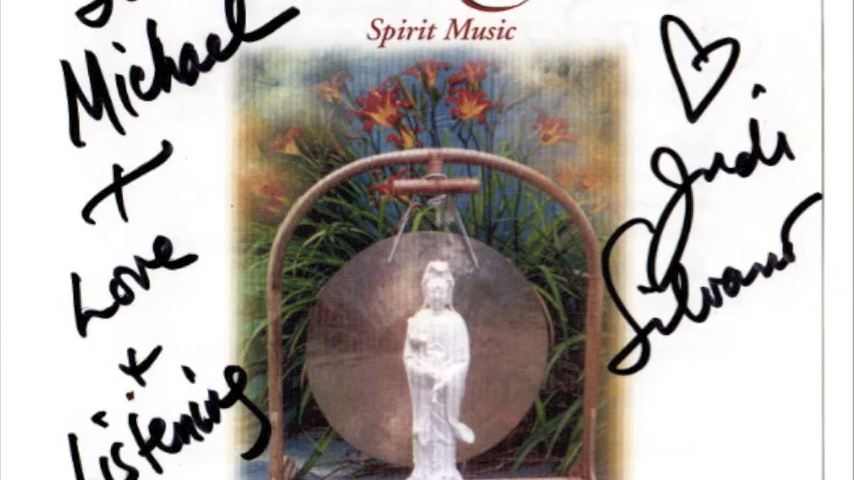 Spirit Music
Michael
+
Love
+
Listening
♡
Judi
Silvano